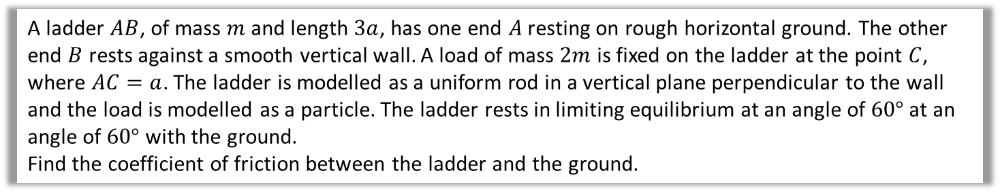 A ladder AB, of mass m and length 3a, has one end A resting on rough horizontal ground. The other
end B rests against a smooth vertical wall. A load of mass 2m is fixed on the ladder at the point C,
where AC = a. The ladder is modelled as a uniform rod in a vertical plane perpendicular to the wall
and the load is modelled as a particle. The ladder rests in limiting equilibrium at an angle of 60° at an
angle of 60° with the ground.
Find the coefficient of friction between the ladder and the ground.